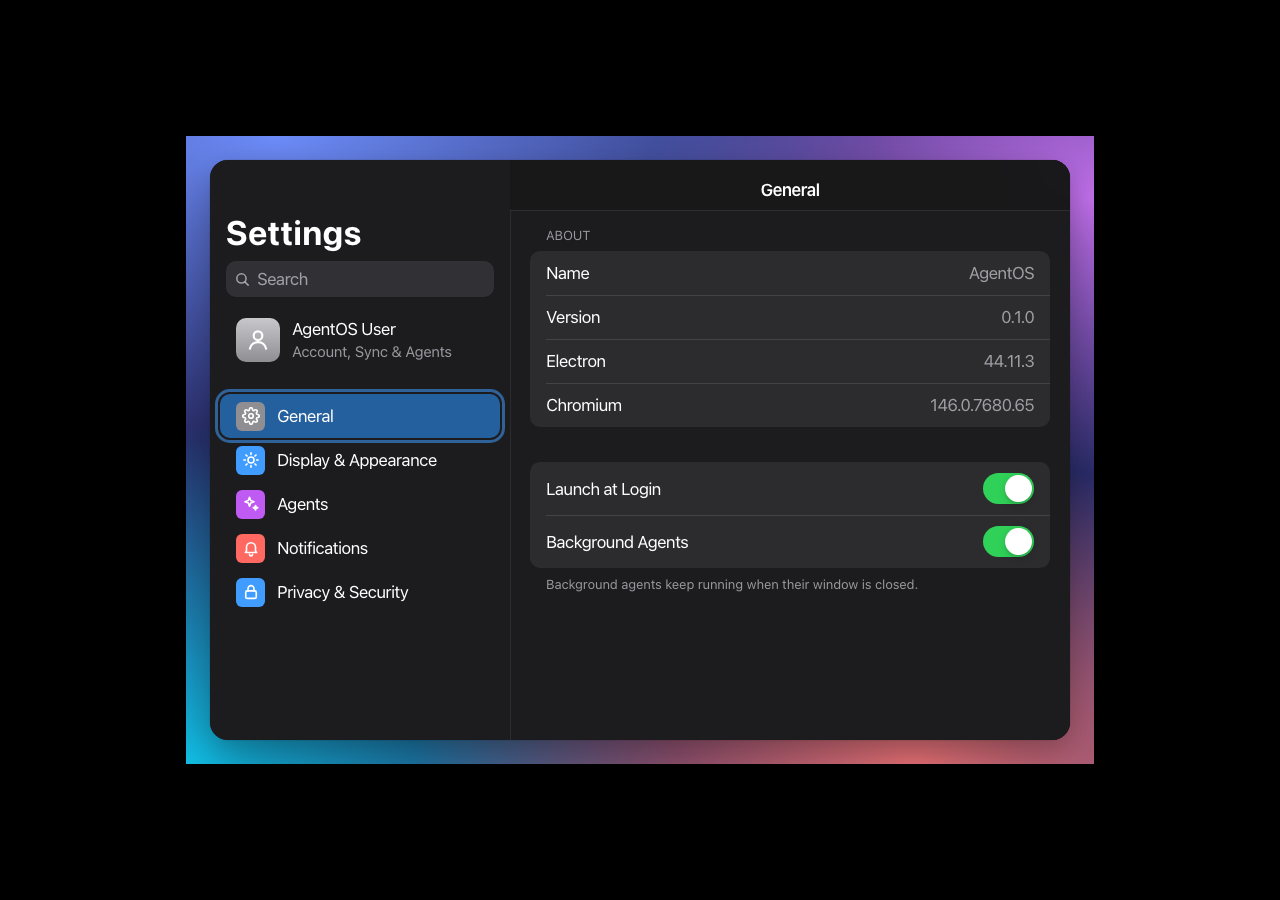 General
Settings
Search
AgentOS User
Account, Sync & Agents
General
Display & Appearance
Agents
Notifications
Privacy & Security
ABOUT
Name AgentOS
Version 0.1.0
Electron 44.11.3
Chromium 146.0.7680.65
Launch at Login
Background Agents
Background agents keep running when their window is closed.